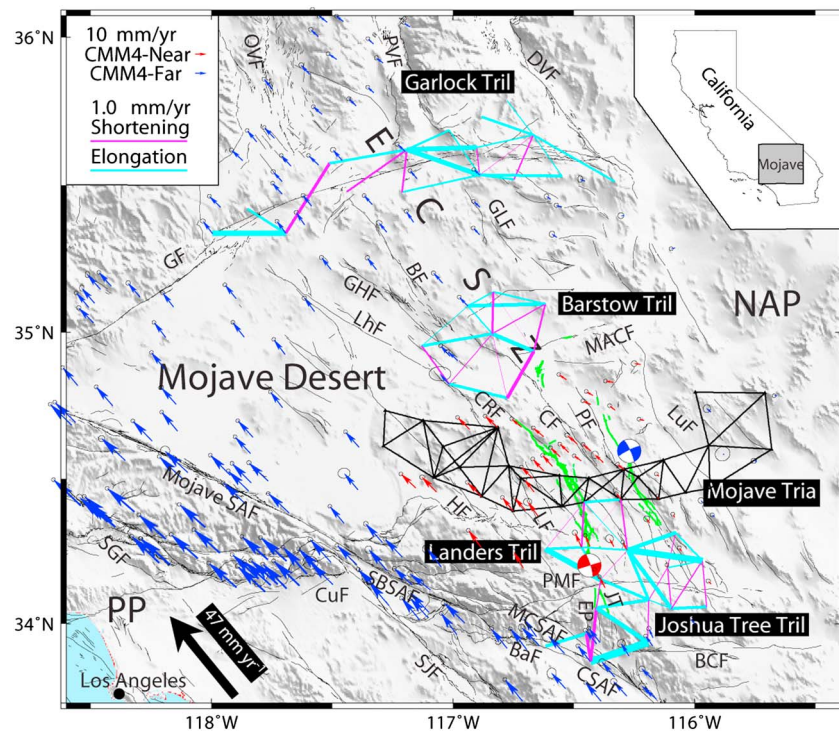 36°N
35°N
34°N
118°W
117°W
116°W
10 mm/yr
CMM4-Near
CMM4-Far
1.0 mm/yr
Shortening
Elongation
California
Mojave
OVF
PVF
DVF
Garlock Tril
E
C
S
Z
GLF
GF
BF
GHF
LhF
Barstow Tril
NAP
MACF
Mojave Desert
CRF
CF
PF
LuF
Mojave SAF
HF
LF
Mojave Tria
Landers Tril
SGF
SBSAF
PMF
JT
EP
CuF
PP
MCSAF
Joshua Tree Tril
BaF
BCF
47 mm yr⁻¹
SJF
CSAF
Los Angeles